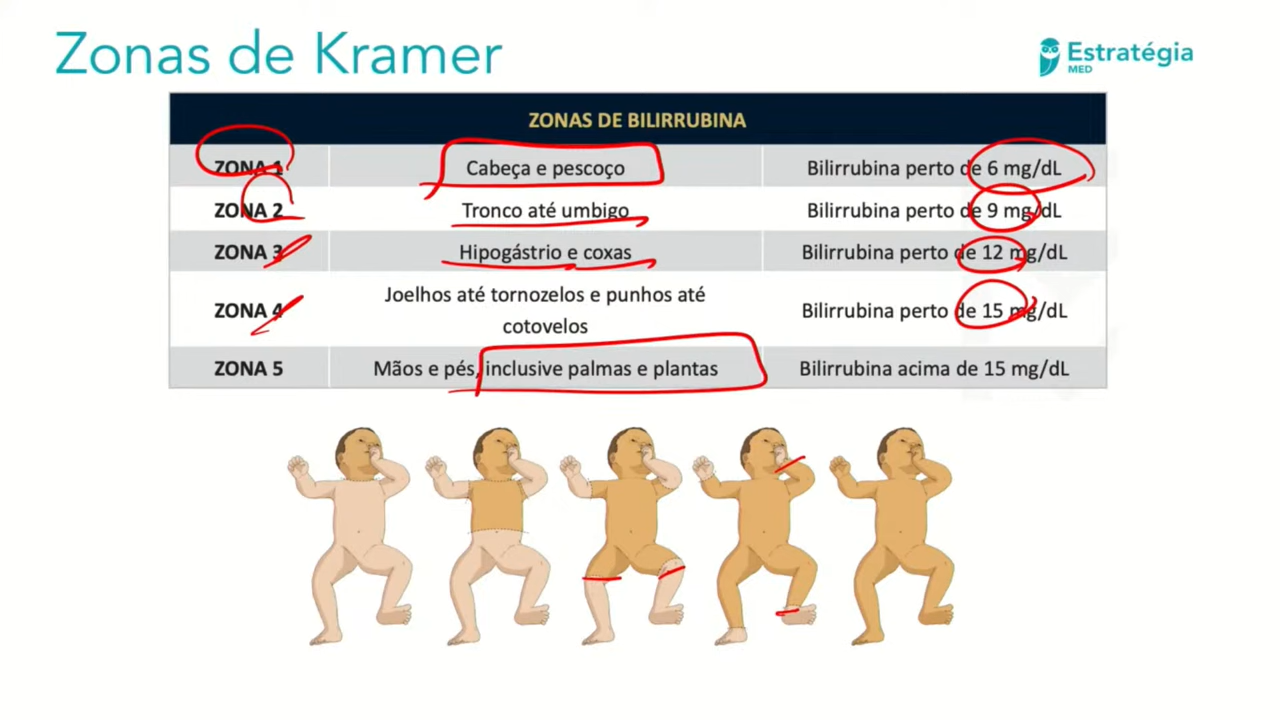 Zonas de Kramer
Estratégia
MED
ZONAS DE BILIRRUBINA
ZONA 1 Cabeça e pescoço Bilirrubina perto de 6 mg/dL
ZONA 2 Tronco até umbigo Bilirrubina perto de 9 mg/dL
ZONA 3 Hipogástrio e coxas Bilirrubina perto de 12 mg/dL
ZONA 4 Joelhos até tornozelos e punhos até cotovelos Bilirrubina perto de 15 mg/dL
ZONA 5 Mãos e pés, inclusive palmas e plantas Bilirrubina acima de 15 mg/dL